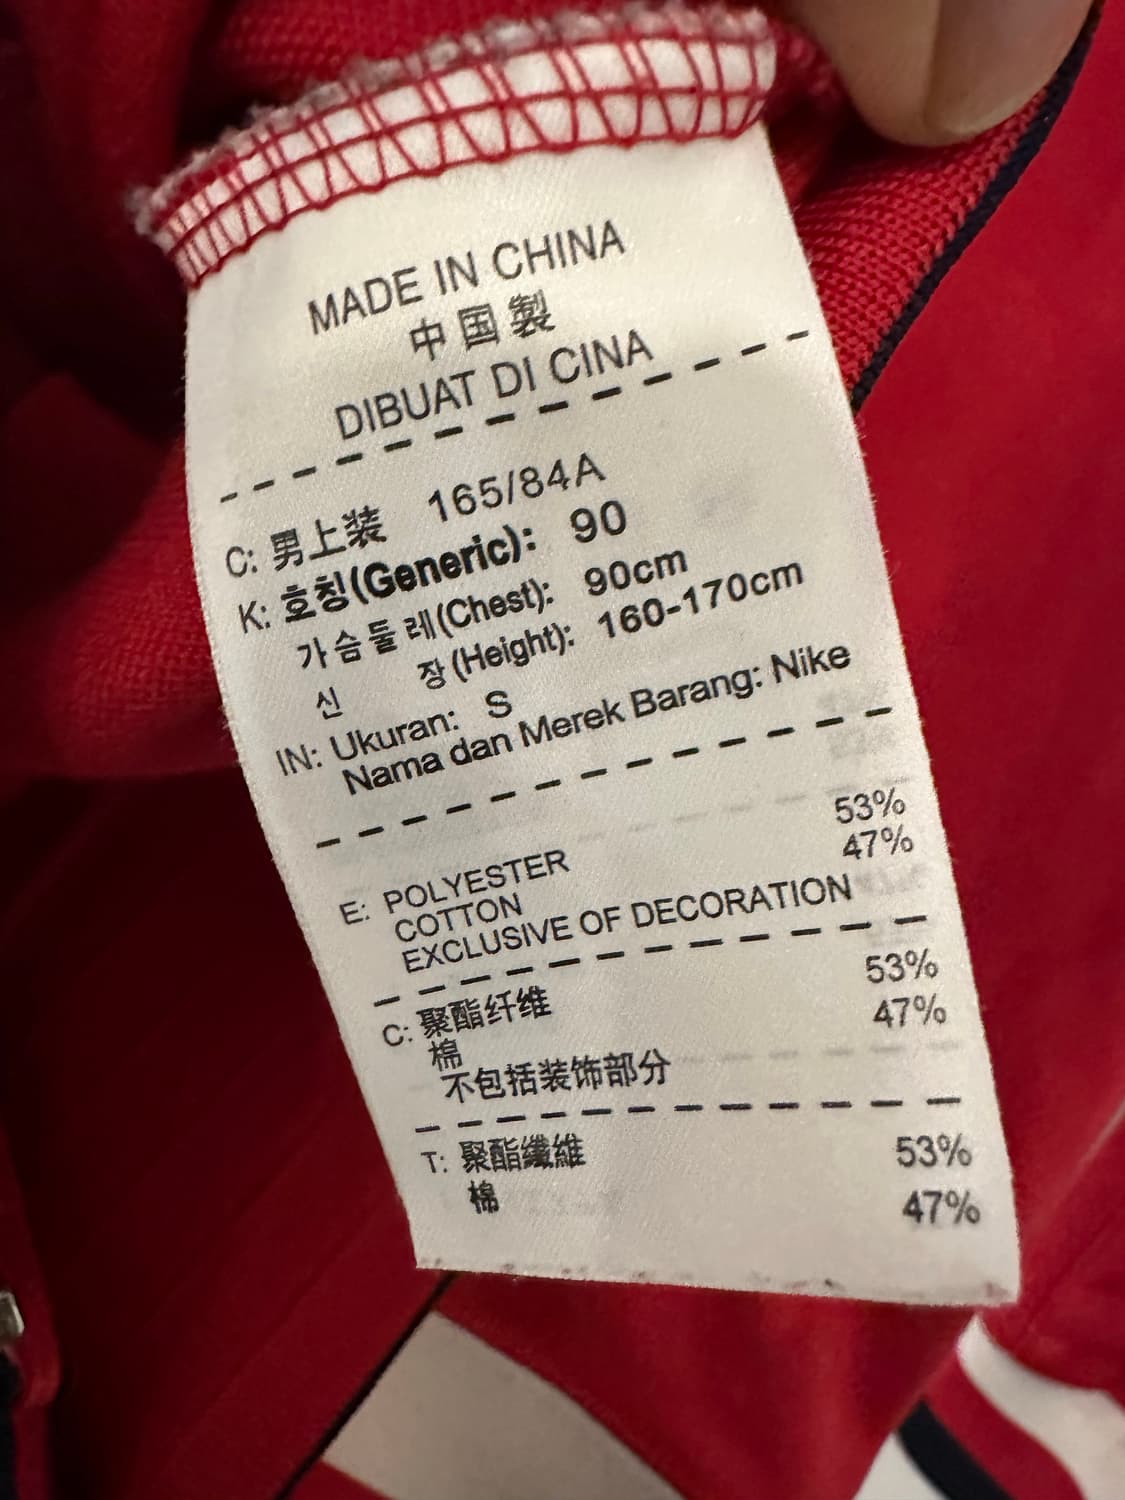 MADE IN CHINA
中国製
DIBUAT DI CINA
C: 男上装 165/84A
K: 호칭(Generic): 90
가슴둘레(Chest): 90cm
신 장(Height): 160-170cm
IN: Ukuran: S
Nama dan Merek Barang: Nike
E: POLYESTER 53%
COTTON 47%
EXCLUSIVE OF DECORATION
C: 聚酯纤维 53%
棉 47%
不包括装饰部分
T: 聚酯纖維 53%
棉 47%